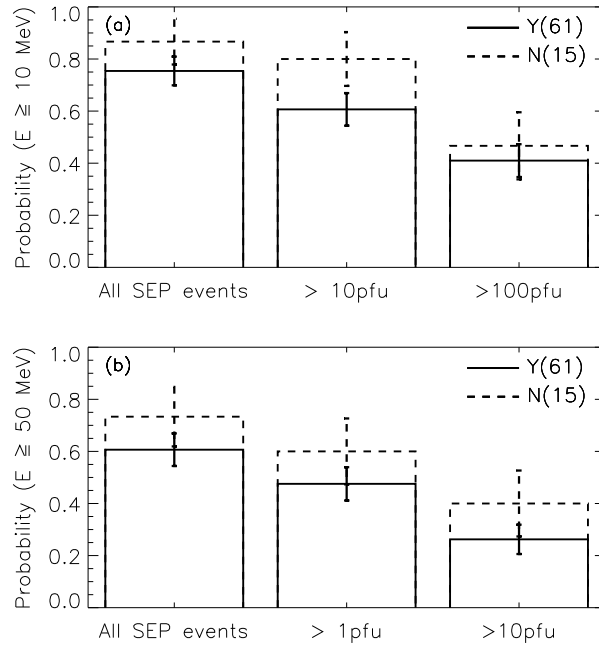 (a)
Y(61)
N(15)
Probability (E ≥ 10 MeV)
1.0
0.8
0.6
0.4
0.2
0.0
All SEP events
> 10pfu
>100pfu
(b)
Y(61)
N(15)
Probability (E ≥ 50 MeV)
1.0
0.8
0.6
0.4
0.2
0.0
All SEP events
> 1pfu
>10pfu